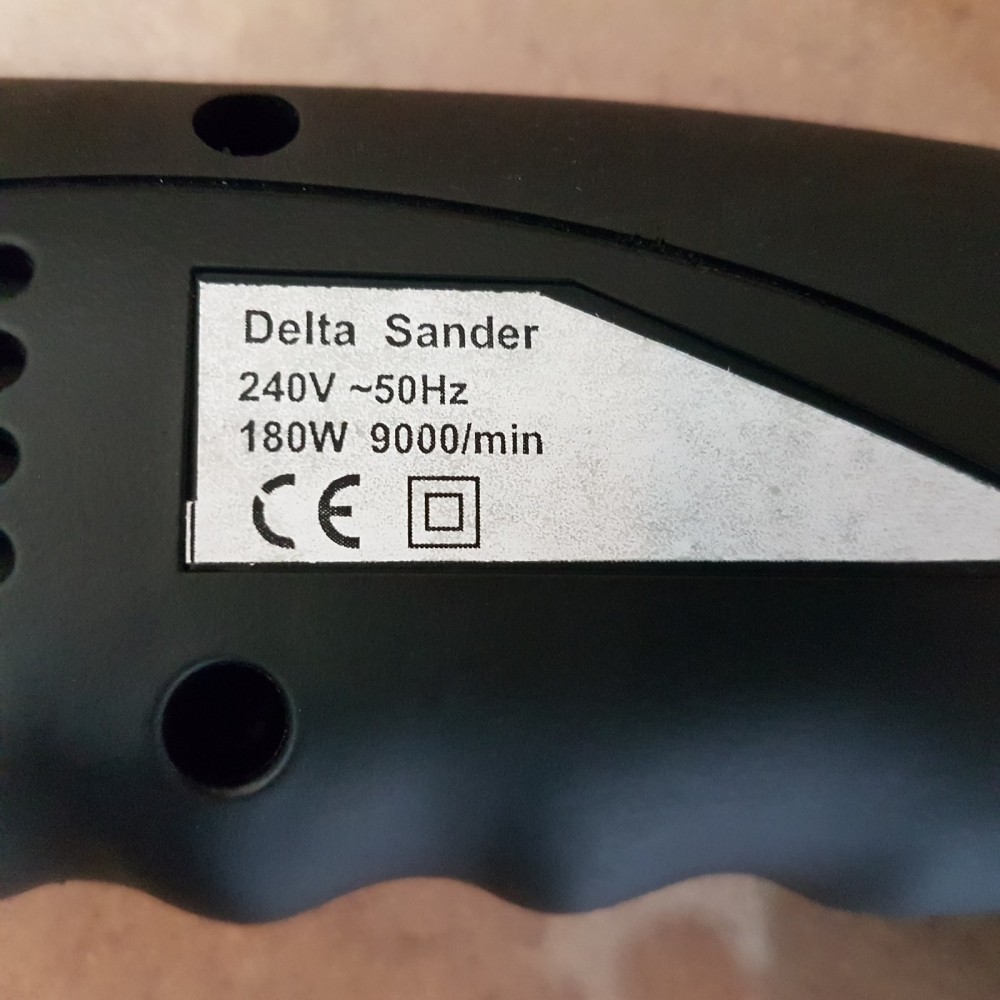 Delta Sander
240V ~50Hz
180W 9000/min
CE